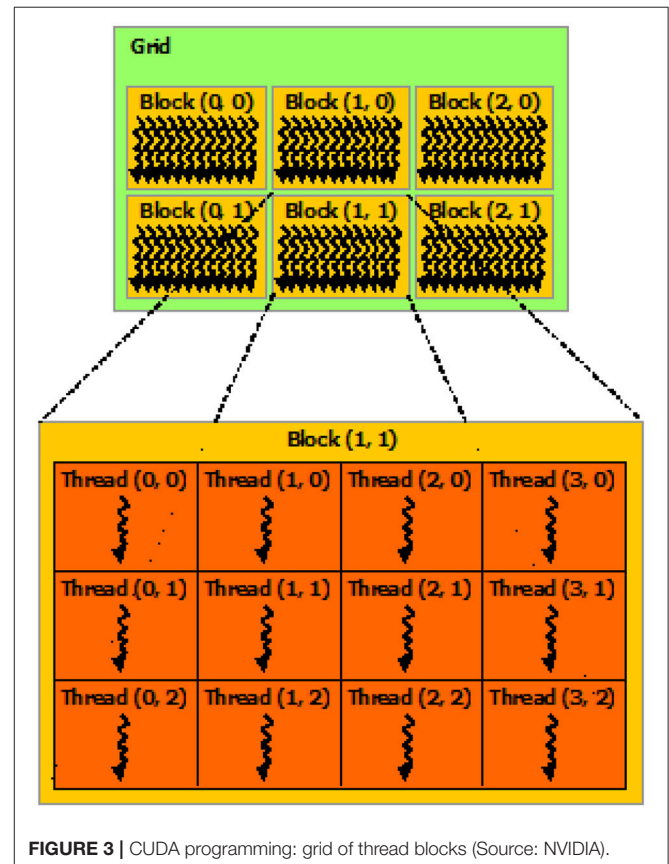 Grid
Block (0, 0) Block (1, 0) Block (2, 0)
Block (0, 1) Block (1, 1) Block (2, 1)
Block (1, 1)
Thread (0, 0) Thread (1, 0) Thread (2, 0) Thread (3, 0)
Thread (0, 1) Thread (1, 1) Thread (2, 1) Thread (3, 1)
Thread (0, 2) Thread (1, 2) Thread (2, 2) Thread (3, 2)
FIGURE 3 | CUDA programming: grid of thread blocks (Source: NVIDIA).